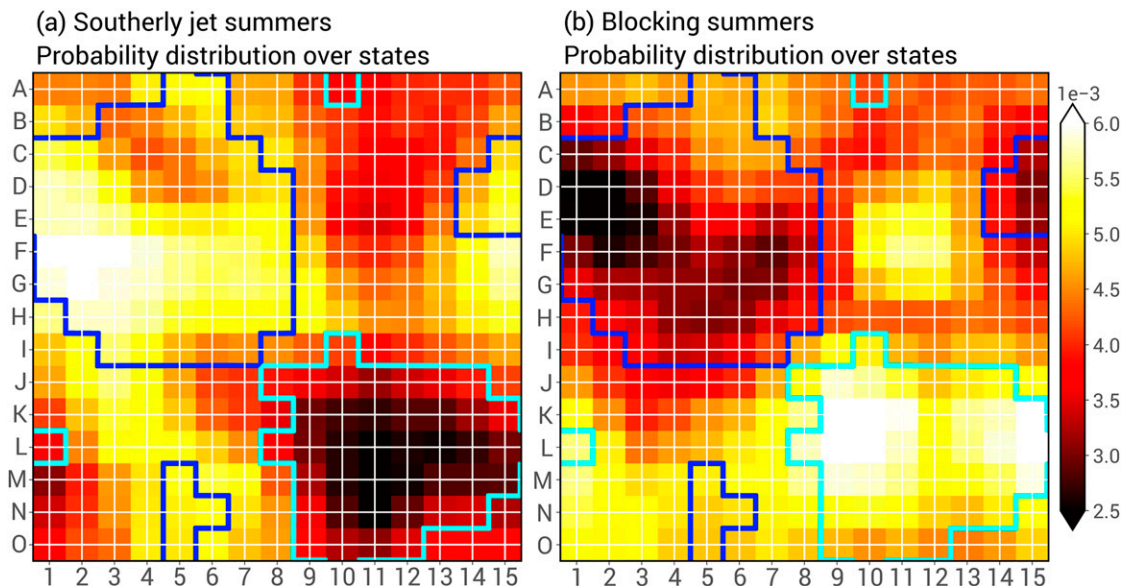 (a) Southerly jet summers
Probability distribution over states
(b) Blocking summers
Probability distribution over states
A
B
C
D
E
F
G
H
I
J
K
L
M
N
O
1 2 3 4 5 6 7 8 9 10 11 12 13 14 15
A
B
C
D
E
F
G
H
I
J
K
L
M
N
O
1 2 3 4 5 6 7 8 9 10 11 12 13 14 15
1e-3
6.0
5.5
5.0
4.5
4.0
3.5
3.0
2.5